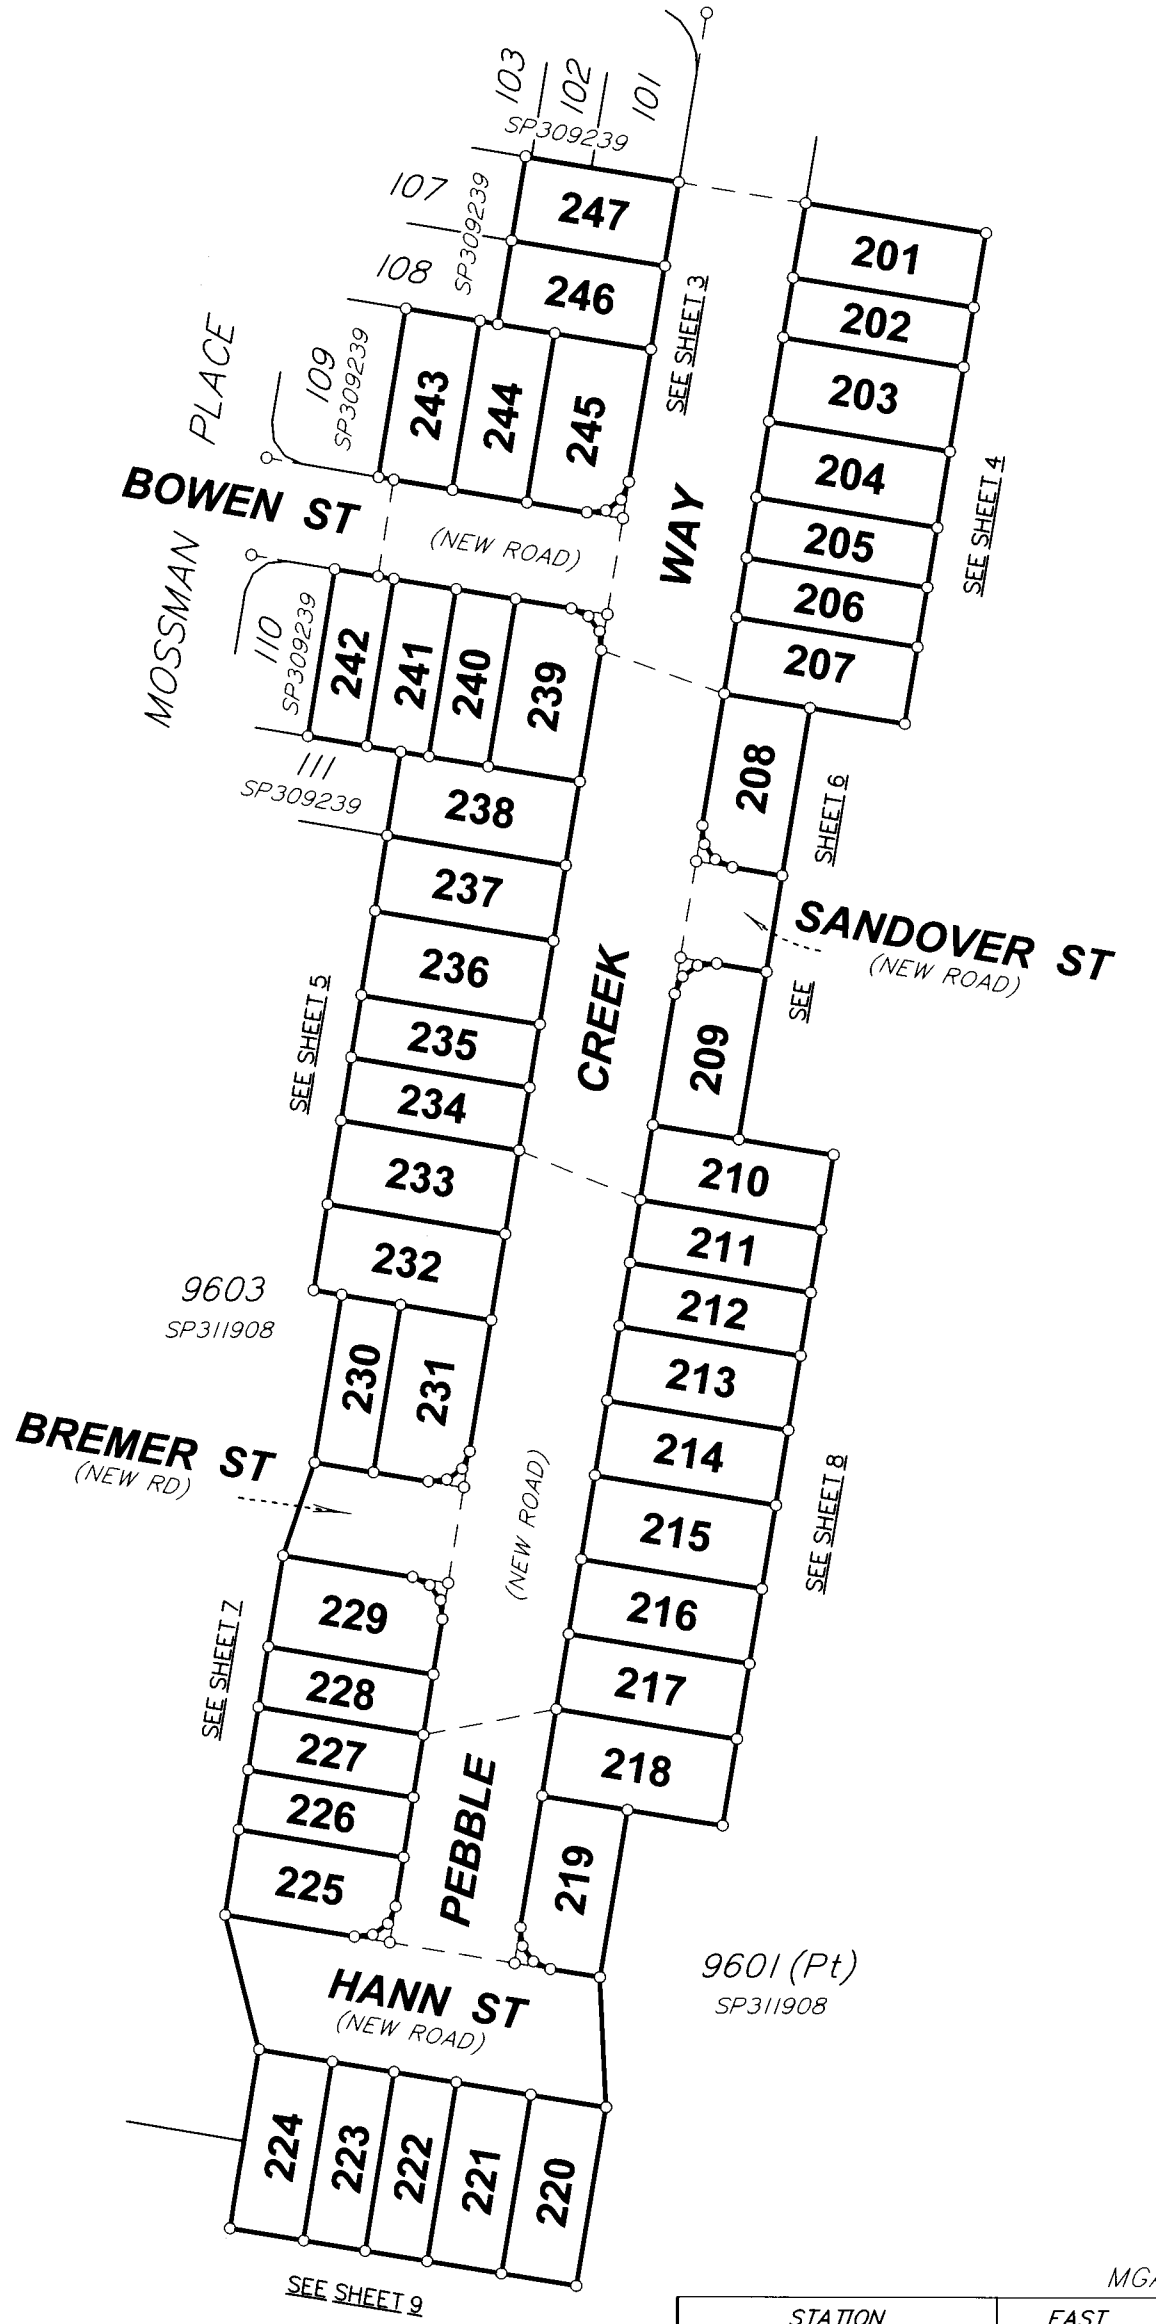 103
102
101
SP309239
107
SP309239
247
201
108
246
SEE SHEET 3
202
PLACE
109
SP309239
243
244
245
203
204
SEE SHEET 4
BOWEN ST
(NEW ROAD)
WAY
205
206
MOSSMAN
110
SP309239
242
241
240
239
207
111
SP309239
238
208
SHEET 6
237
SANDOVER ST
(NEW ROAD)
236
SEE SHEET 5
CREEK
SEE
235
209
234
210
233
211
232
9603
SP311908
212
230
231
213
BREMER ST
(NEW RD)
(NEW ROAD)
214
SEE SHEET 8
215
229
216
SEE SHEET 7
228
217
227
PEBBLE
218
226
225
219
9601 (Pt)
SP311908
HANN ST
(NEW ROAD)
224
223
222
221
220
SEE SHEET 9
STATION
EAST